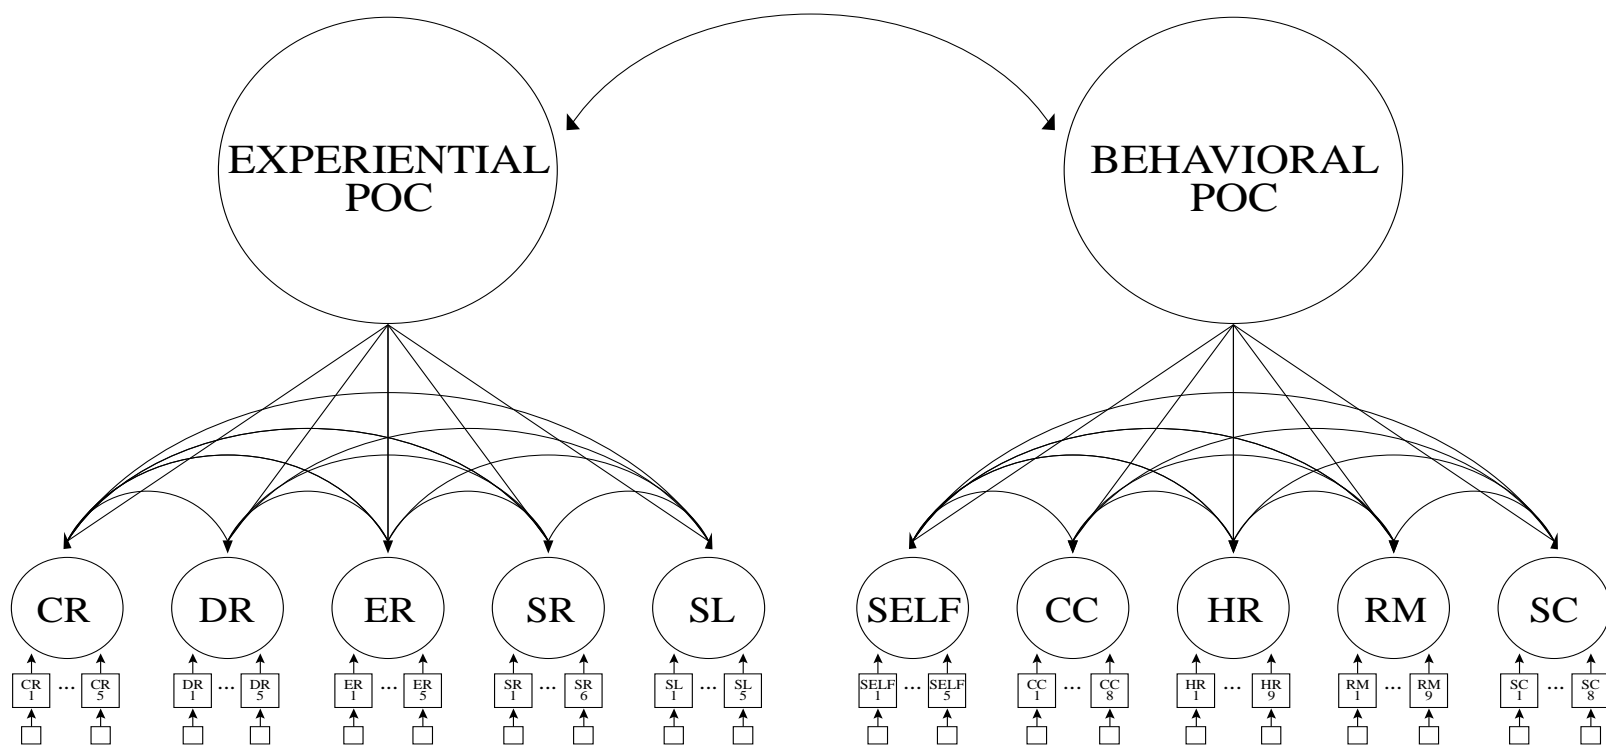 EXPERIENTIAL
POC
BEHAVIORAL
POC
CR
DR
ER
SR
SL
SELF
CC
HR
RM
SC
CR
1
...
CR
5
DR
1
...
DR
5
ER
1
...
ER
5
SR
1
...
SR
6
SL
1
...
SL
5
SELF
1
...
SELF
5
CC
1
...
CC
8
HR
1
...
HR
9
RM
1
...
RM
9
SC
1
...
SC
8